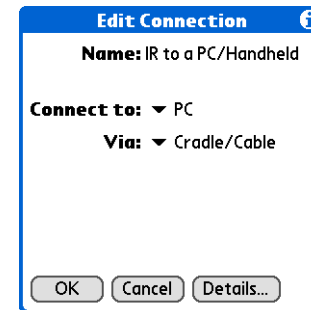 Edit Connection i
Name: IR to a PC/Handheld
Connect to: PC
Via: Cradle/Cable
OK Cancel Details...